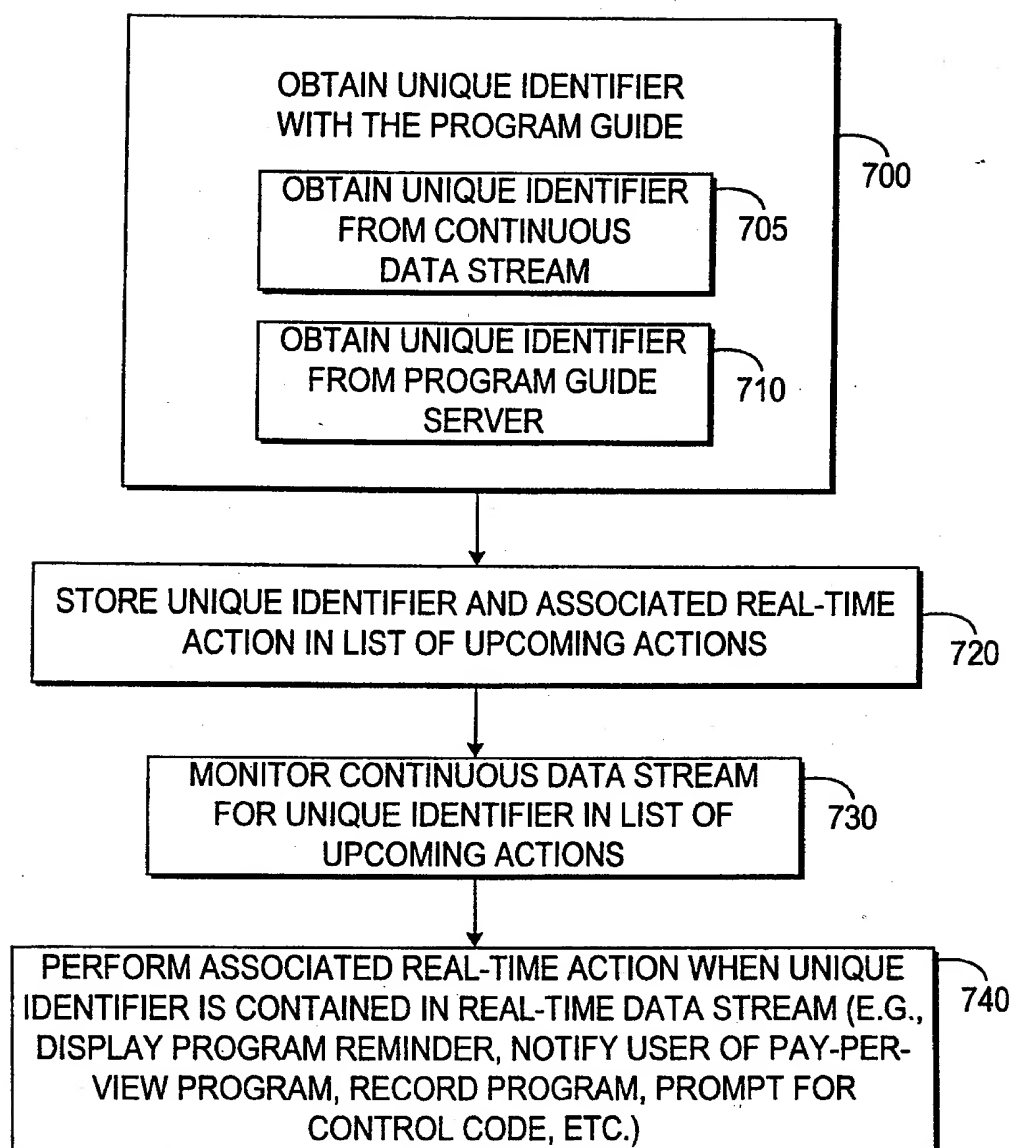 OBTAIN UNIQUE IDENTIFIER
WITH THE PROGRAM GUIDE
700
OBTAIN UNIQUE IDENTIFIER
FROM CONTINUOUS
DATA STREAM
705
OBTAIN UNIQUE IDENTIFIER
FROM PROGRAM GUIDE
SERVER
710
STORE UNIQUE IDENTIFIER AND ASSOCIATED REAL-TIME
ACTION IN LIST OF UPCOMING ACTIONS
720
MONITOR CONTINUOUS DATA STREAM
FOR UNIQUE IDENTIFIER IN LIST OF
UPCOMING ACTIONS
730
PERFORM ASSOCIATED REAL-TIME ACTION WHEN UNIQUE
IDENTIFIER IS CONTAINED IN REAL-TIME DATA STREAM (E.G.,
DISPLAY PROGRAM REMINDER, NOTIFY USER OF PAY-PER-
VIEW PROGRAM, RECORD PROGRAM, PROMPT FOR
CONTROL CODE, ETC.)
740